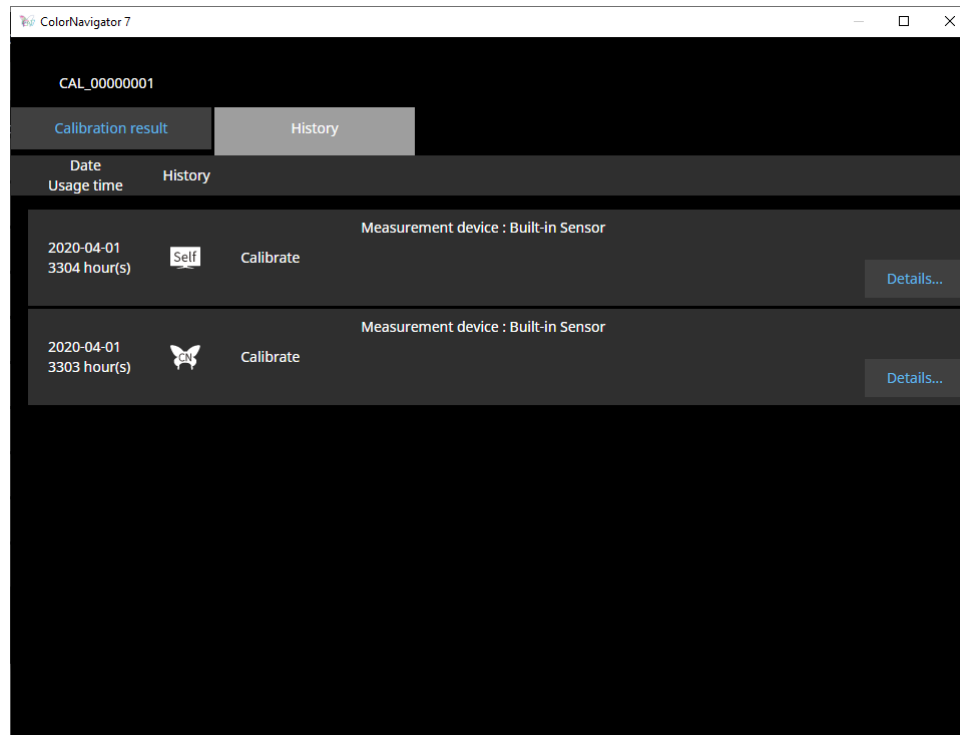 ColorNavigator 7
CAL_00000001
Calibration result
History
Date
Usage time
History
Measurement device : Built-in Sensor
2020-04-01
3304 hour(s)
Self
Calibrate
Details...
Measurement device : Built-in Sensor
2020-04-01
3303 hour(s)
CN
Calibrate
Details...